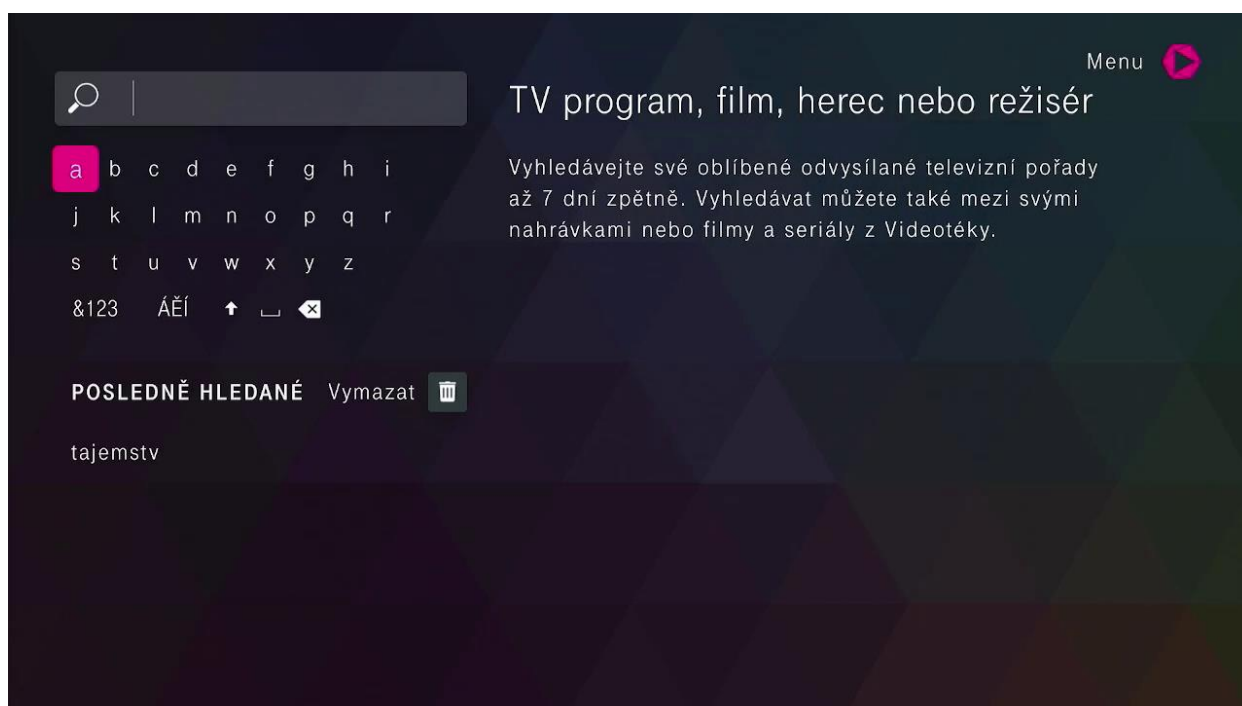 Menu
TV program, film, herec nebo režisér
a b c d e f g h i
j k l m n o p q r
s t u v w x y z
&123 ÁĚÍ
Vyhledávejte své oblíbené odvysílané televizní pořady
až 7 dní zpětně. Vyhledávat můžete také mezi svými
nahrávkami nebo filmy a seriály z Videotéky.
POSLEDNĚ HLEDANÉ Vymazat
tajemstv